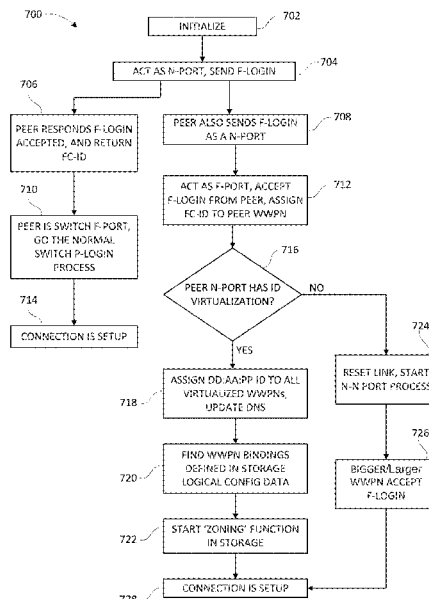 700
INITIALIZE
702
ACT AS N-PORT, SEND F-LOGIN
704
706
PEER RESPONDS F-LOGIN
ACCEPTED, AND RETURN
FC-ID
PEER ALSO SENDS F-LOGIN
AS A N-PORT
708
710
PEER IS SWITCH F-PORT,
GO THE NORMAL
SWITCH P-LOGIN
PROCESS
ACT AS F-PORT, ACCEPT
F-LOGIN FROM PEER, ASSIGN
FC-ID TO PEER WWPN
712
714
CONNECTION IS SETUP
716
PEER N-PORT HAS ID
VIRTUALIZATION?
NO
YES
724
RESET LINK, START
N-N PORT PROCESS
718
ASSIGN DD:AA:PP ID TO ALL
VIRTUALIZED WWPNs,
UPDATE DNS
720
FIND WWPN BINDINGS
DEFINED IN STORAGE
LOGICAL CONFIG DATA
726
BIGGER/Larger
WWPN ACCEPT
F-LOGIN
722
START 'ZONING' FUNCTION
IN STORAGE
CONNECTION IS SETUP
728